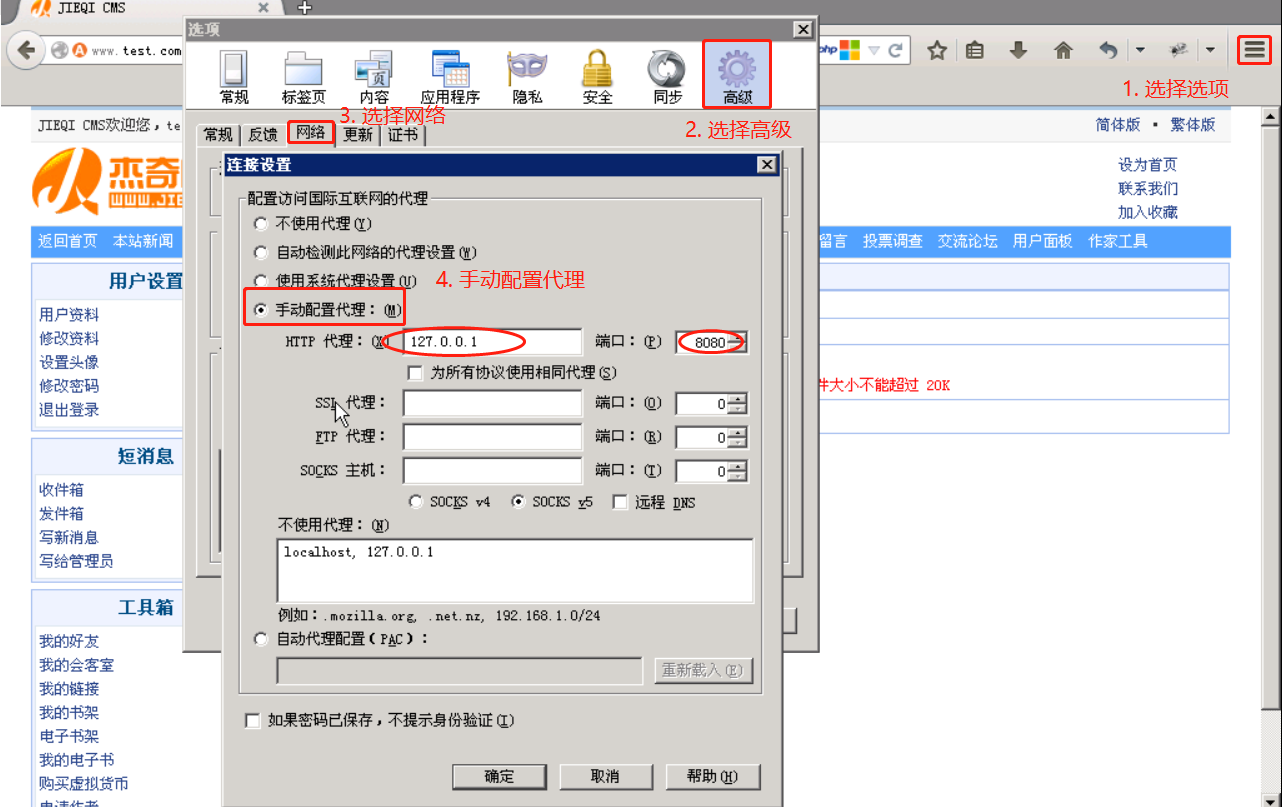 JIEQI CMS
www.test.com
php
1. 选择选项
选项
常规 标签页 内容 应用程序 隐私 安全 同步 高级
3. 选择网络
2. 选择高级
常规 反馈 网络 更新 证书
JIEQI CMS欢迎您，te
简体版 · 繁体版
杰奇
WWW.JIE
设为首页
联系我们
加入收藏
返回首页 本站新闻
留言 投票调查 交流论坛 用户面板 作家工具
用户设置
用户资料
修改资料
设置头像
修改密码
退出登录
短消息
收件箱
发件箱
写新消息
写给管理员
工具箱
我的好友
我的会客室
我的链接
我的书架
电子书架
我的电子书
购买虚拟货币
申请作者
件大小不能超过 20K
连接设置
配置访问国际互联网的代理
不使用代理(Y)
自动检测此网络的代理设置(W)
使用系统代理设置(U)
4. 手动配置代理
手动配置代理：(M)
HTTP 代理：(X) 127.0.0.1 端口：(P) 8080
为所有协议使用相同代理(S)
SSL 代理： 端口：(O) 0
FTP 代理： 端口：(R) 0
SOCKS 主机： 端口：(T) 0
SOCKS v4 SOCKS v5 远程 DNS
不使用代理：(N)
localhost, 127.0.0.1
例如：.mozilla.org, .net.nz, 192.168.1.0/24
自动代理配置(PAC)：
重新载入(E)
如果密码已保存，不提示身份验证(I)
确定 取消 帮助(H)